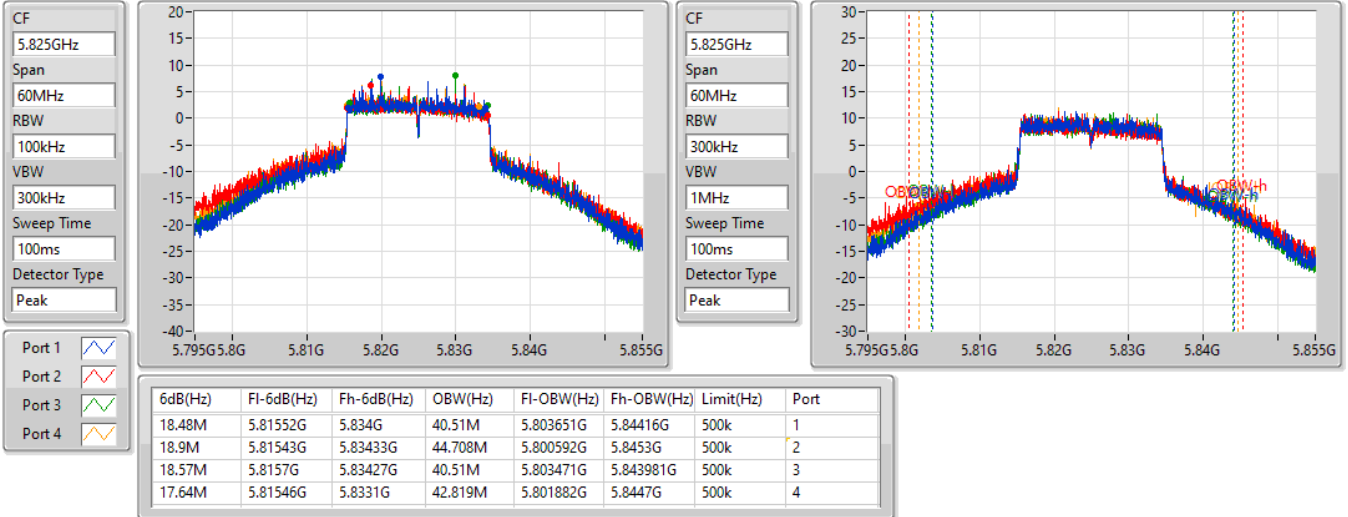 CF
5.825GHz
Span
60MHz
RBW
100kHz
VBW
300kHz
Sweep Time
100ms
Detector Type
Peak
20
15
10
5
0
-5
-10
-15
-20
-25
-30
-35
-40
5.795G 5.8G 5.81G 5.82G 5.83G 5.84G 5.855G
CF
5.825GHz
Span
60MHz
RBW
300kHz
VBW
1MHz
Sweep Time
100ms
Detector Type
Peak
30
25
20
15
10
5
0
-5
-10
-15
-20
-25
-30
OBW-h
5.795G 5.8G 5.81G 5.82G 5.83G 5.84G 5.855G
Port 1
Port 2
Port 3
Port 4
6dB(Hz) Fl-6dB(Hz) Fh-6dB(Hz) OBW(Hz) Fl-OBW(Hz) Fh-OBW(Hz) Limit(Hz) Port
18.48M 5.81552G 5.834G 40.51M 5.803651G 5.84416G 500k 1
18.9M 5.81543G 5.83433G 44.708M 5.800592G 5.8453G 500k 2
18.57M 5.8157G 5.83427G 40.51M 5.803471G 5.843981G 500k 3
17.64M 5.81546G 5.8331G 42.819M 5.801882G 5.8447G 500k 4